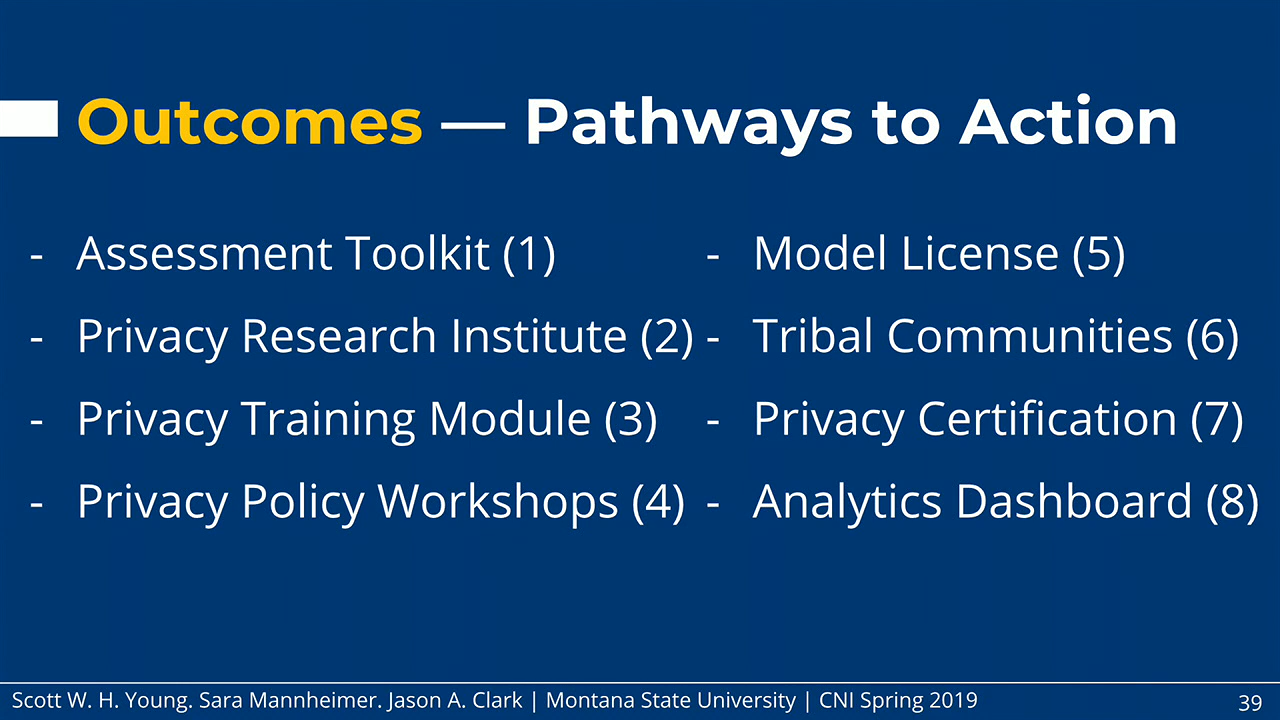 Outcomes — Pathways to Action
- Assessment Toolkit (1)
- Privacy Research Institute (2)
- Privacy Training Module (3)
- Privacy Policy Workshops (4)
- Model License (5)
- Tribal Communities (6)
- Privacy Certification (7)
- Analytics Dashboard (8)
Scott W. H. Young. Sara Mannheimer. Jason A. Clark | Montana State University | CNI Spring 2019
39